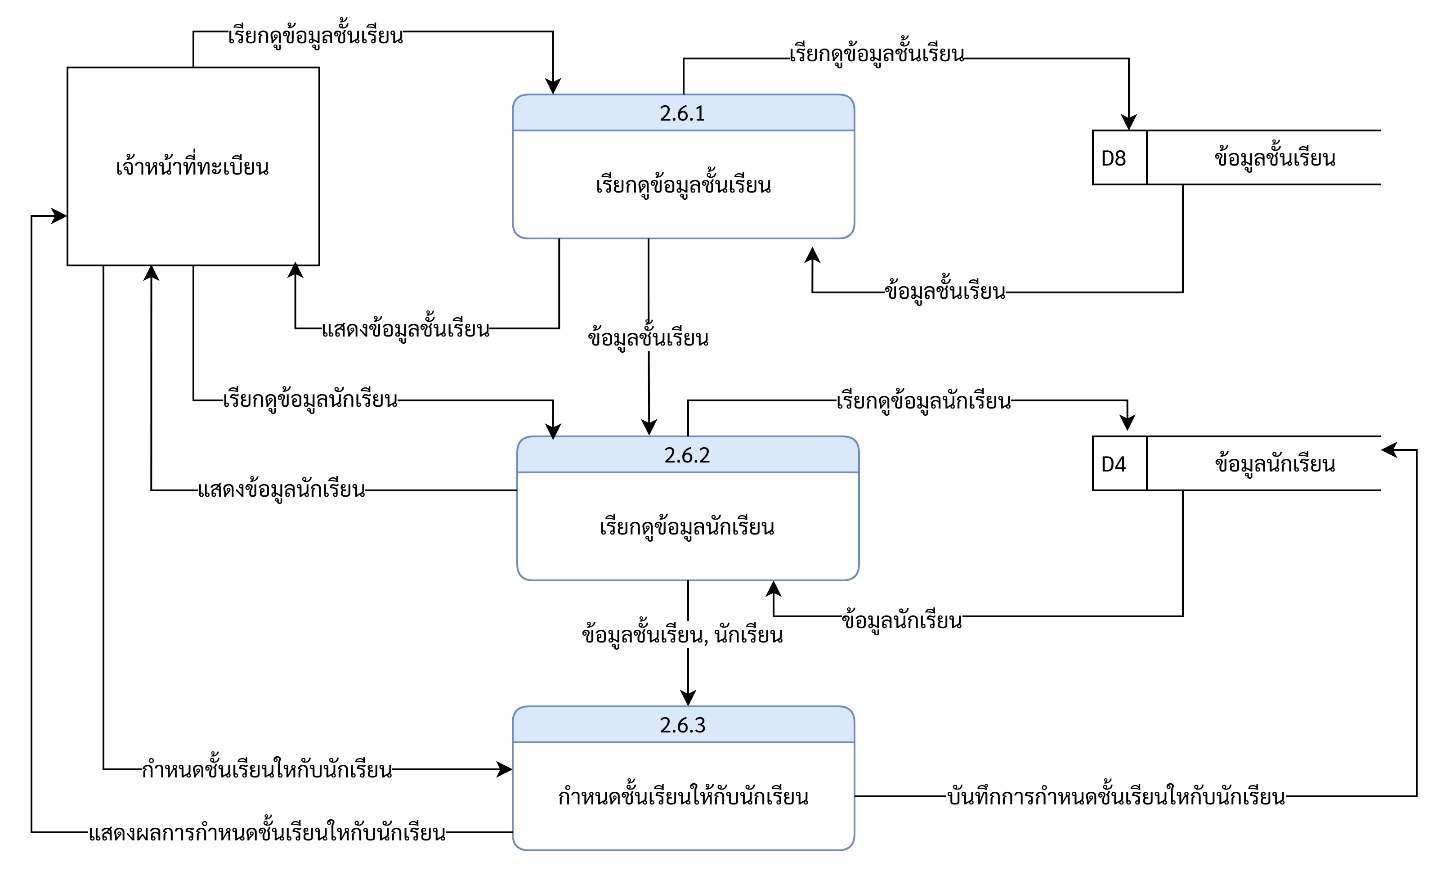 เรียกดูข้อมูลชั้นเรียน
เรียกดูข้อมูลชั้นเรียน
2.6.1
เจ้าหน้าที่ทะเบียน
เรียกดูข้อมูลชั้นเรียน
D8
ข้อมูลชั้นเรียน
ข้อมูลชั้นเรียน
แสดงข้อมูลชั้นเรียน
ข้อมูลชั้นเรียน
เรียกดูข้อมูลนักเรียน
เรียกดูข้อมูลนักเรียน
2.6.2
D4
ข้อมูลนักเรียน
แสดงข้อมูลนักเรียน
เรียกดูข้อมูลนักเรียน
ข้อมูลนักเรียน
ข้อมูลชั้นเรียน, นักเรียน
2.6.3
กำหนดชั้นเรียนใหกับนักเรียน
กำหนดชั้นเรียนให้กับนักเรียน
บันทึกการกำหนดชั้นเรียนใหกับนักเรียน
แสดงผลการกำหนดชั้นเรียนใหกับนักเรียน